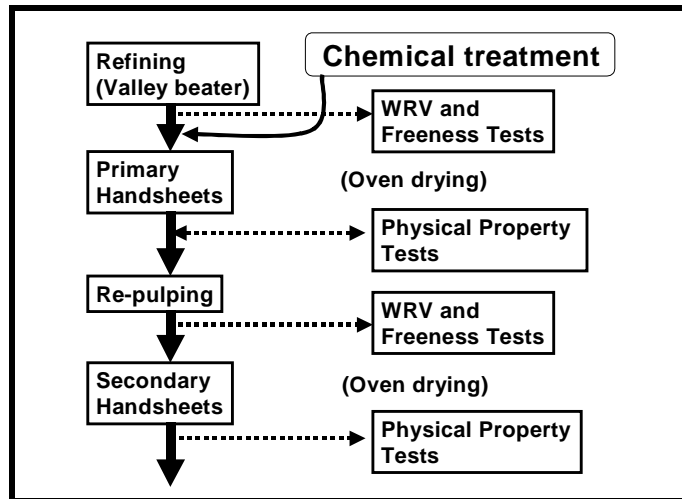 Chemical treatment
Refining
(Valley beater)
WRV and
Freeness Tests
Primary
Handsheets
(Oven drying)
Physical Property
Tests
Re-pulping
WRV and
Freeness Tests
Secondary
Handsheets
(Oven drying)
Physical Property
Tests